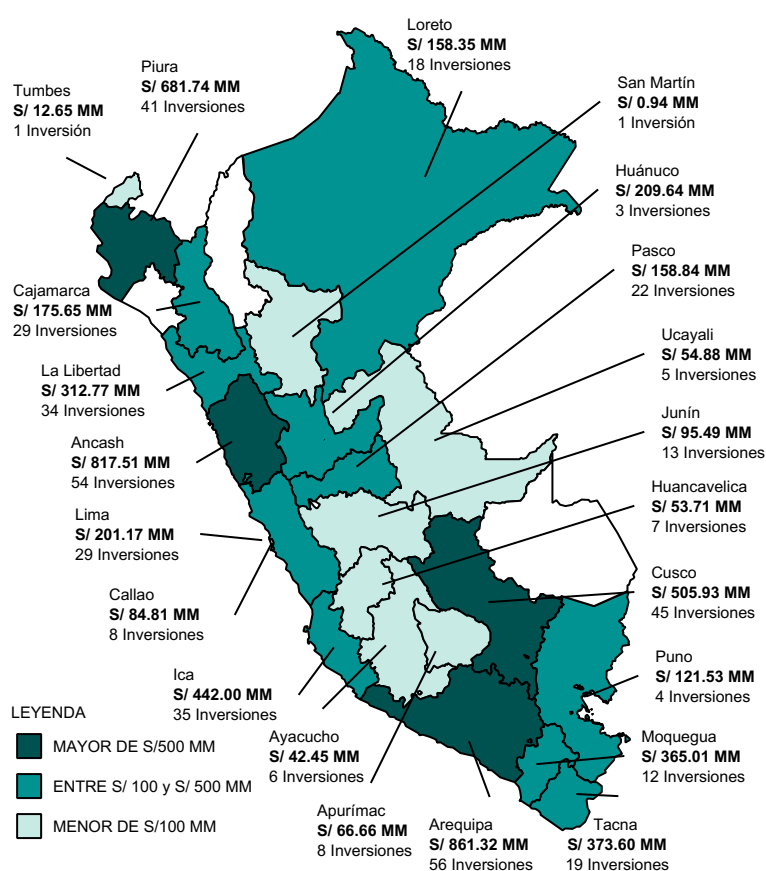 Loreto
S/ 158.35 MM
18 Inversiones
Piura
S/ 681.74 MM
41 Inversiones
Tumbes
S/ 12.65 MM
1 Inversión
San Martín
S/ 0.94 MM
1 Inversión
Huánuco
S/ 209.64 MM
3 Inversiones
Pasco
S/ 158.84 MM
22 Inversiones
Cajamarca
S/ 175.65 MM
29 Inversiones
Ucayali
S/ 54.88 MM
5 Inversiones
La Libertad
S/ 312.77 MM
34 Inversiones
Junín
S/ 95.49 MM
13 Inversiones
Ancash
S/ 817.51 MM
54 Inversiones
Huancavelica
S/ 53.71 MM
7 Inversiones
Lima
S/ 201.17 MM
29 Inversiones
Cusco
S/ 505.93 MM
45 Inversiones
Callao
S/ 84.81 MM
8 Inversiones
Puno
S/ 121.53 MM
4 Inversiones
Ica
S/ 442.00 MM
35 Inversiones
Ayacucho
S/ 42.45 MM
6 Inversiones
Moquegua
S/ 365.01 MM
12 Inversiones
Apurímac
S/ 66.66 MM
8 Inversiones
Arequipa
S/ 861.32 MM
56 Inversiones
Tacna
S/ 373.60 MM
19 Inversiones
LEYENDA
MAYOR DE S/500 MM
ENTRE S/ 100 y S/ 500 MM
MENOR DE S/100 MM